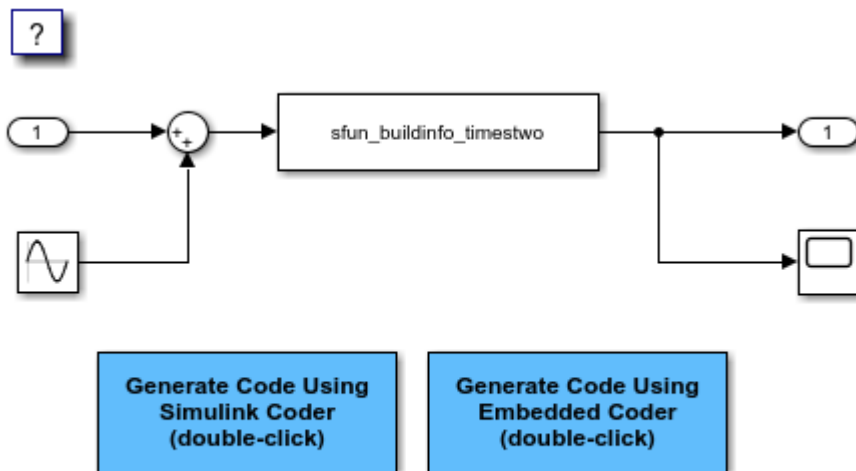 ?
1
+
+
sfun_buildinfo_timestwo
1
Generate Code Using
Simulink Coder
(double-click)
Generate Code Using
Embedded Coder
(double-click)